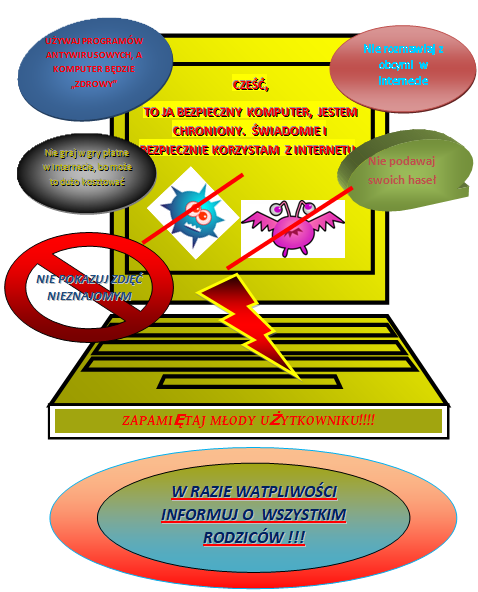 UŻYWAJ PROGRAMÓW
ANTYWIRUSOWYCH, A
KOMPUTER BĘDZIE
„ZDROWY”
Nie rozmawiaj z
obcymi w
Internecie
CZEŚĆ,
TO JA BEZPIECZNY KOMPUTER, JESTEM
CHRONIONY. ŚWIADOMIE I
BEZPIECZNIE KORZYSTAM Z INTERNETU.
Nie graj w gry płatne
w Internecie, bo może
to dużo kosztować
Nie podawaj
swoich haseł
NIE POKAZUJ ZDJĘĆ
NIEZNAJOMYM
ZAPAMIĘTAJ MŁODY UŻYTKOWNIKU!!!!
W RAZIE WATPLIWOŚCI
INFORMUJ O WSZYSTKIM
RODZICÓW !!!